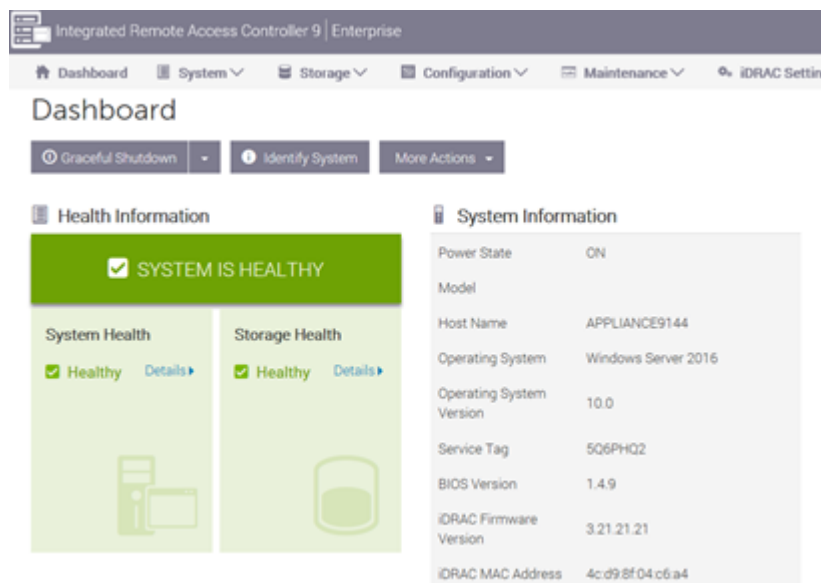 Integrated Remote Access Controller 9 | Enterprise
Dashboard System Storage Configuration Maintenance iDRAC Settin
Dashboard
Graceful Shutdown Identify System More Actions
Health Information
SYSTEM IS HEALTHY
System Health Storage Health
Healthy Details Healthy Details
System Information
Power State ON
Model
Host Name APPLIANCE9144
Operating System Windows Server 2016
Operating System
Version 10.0
Service Tag 5Q6PHQ2
BIOS Version 1.4.9
iDRAC Firmware
Version 3.21.21.21
iDRAC MAC Address 4c:d9:8f:04:c6:a4